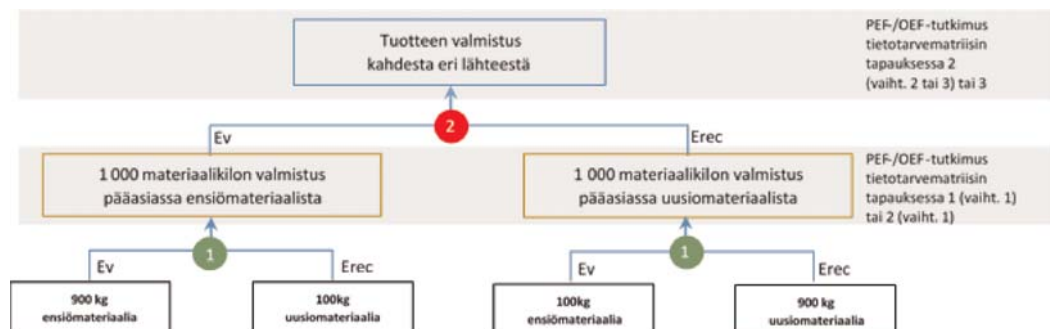 Tuotteen valmistus
kahdesta eri lähteestä
PEF-/OEF-tutkimus
tietotarvematriisin
tapauksessa 2
(vaiht. 2 tai 3) tai 3
2
Ev
Erec
1 000 materiaalikilon valmistus
pääasiassa ensiömateriaalista
1 000 materiaalikilon valmistus
pääasiassa uusiomateriaalista
PEF-/OEF-tutkimus
tietotarvematriisin
tapauksessa 1 (vaiht. 1)
tai 2 (vaiht. 1)
1
1
Ev
Erec
Ev
Erec
900 kg
ensiömateriaalia
100kg
uusiomateriaalia
100kg
ensiömateriaalia
900 kg
uusiomateriaalia